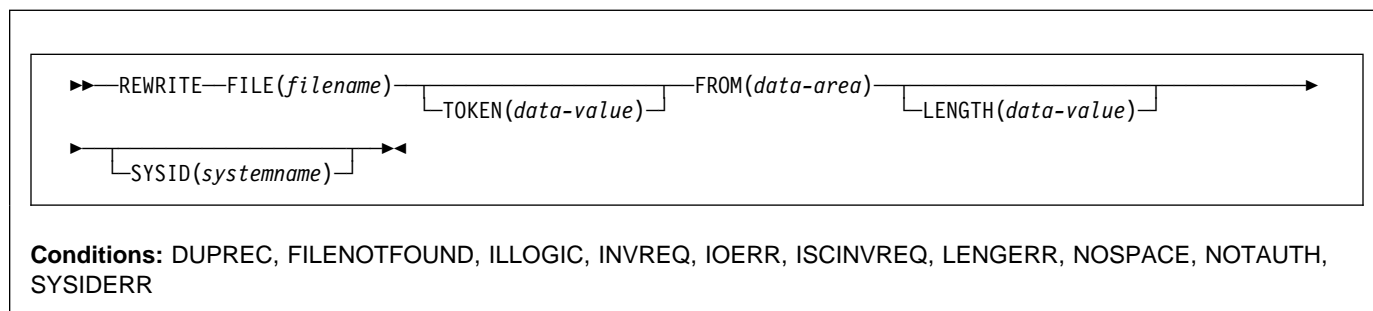 REWRITE FILE(filename) TOKEN(data-value) FROM(data-area) LENGTH(data-value)
SYSID(systemname)
Conditions: DUPREC, FILENOTFOUND, ILLOGIC, INVREQ, IOERR, ISCINVREQ, LENGERR, NOSPACE, NOTAUTH,
SYSIDERR